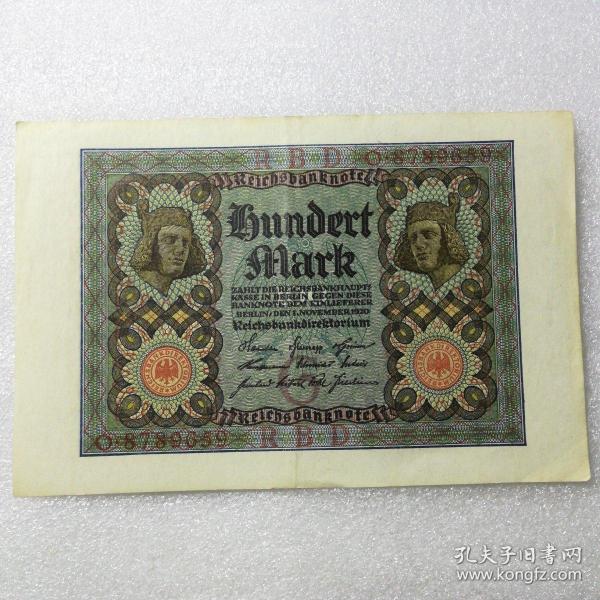 R B D O·8789659
Reichsbanknote
Hundert
Mark
ZAHLT DIE REICHSBANKHAUPT-
KASSE IN BERLIN GEGEN DIESE
BANKNOTE DEM EINLIEFERER
BERLIN, DEN 1. NOVEMBER 1920
Reichsbankdirektorium
Reichsbanknote
O·8789659 R B D
孔夫子旧书网
www.kongfz.com